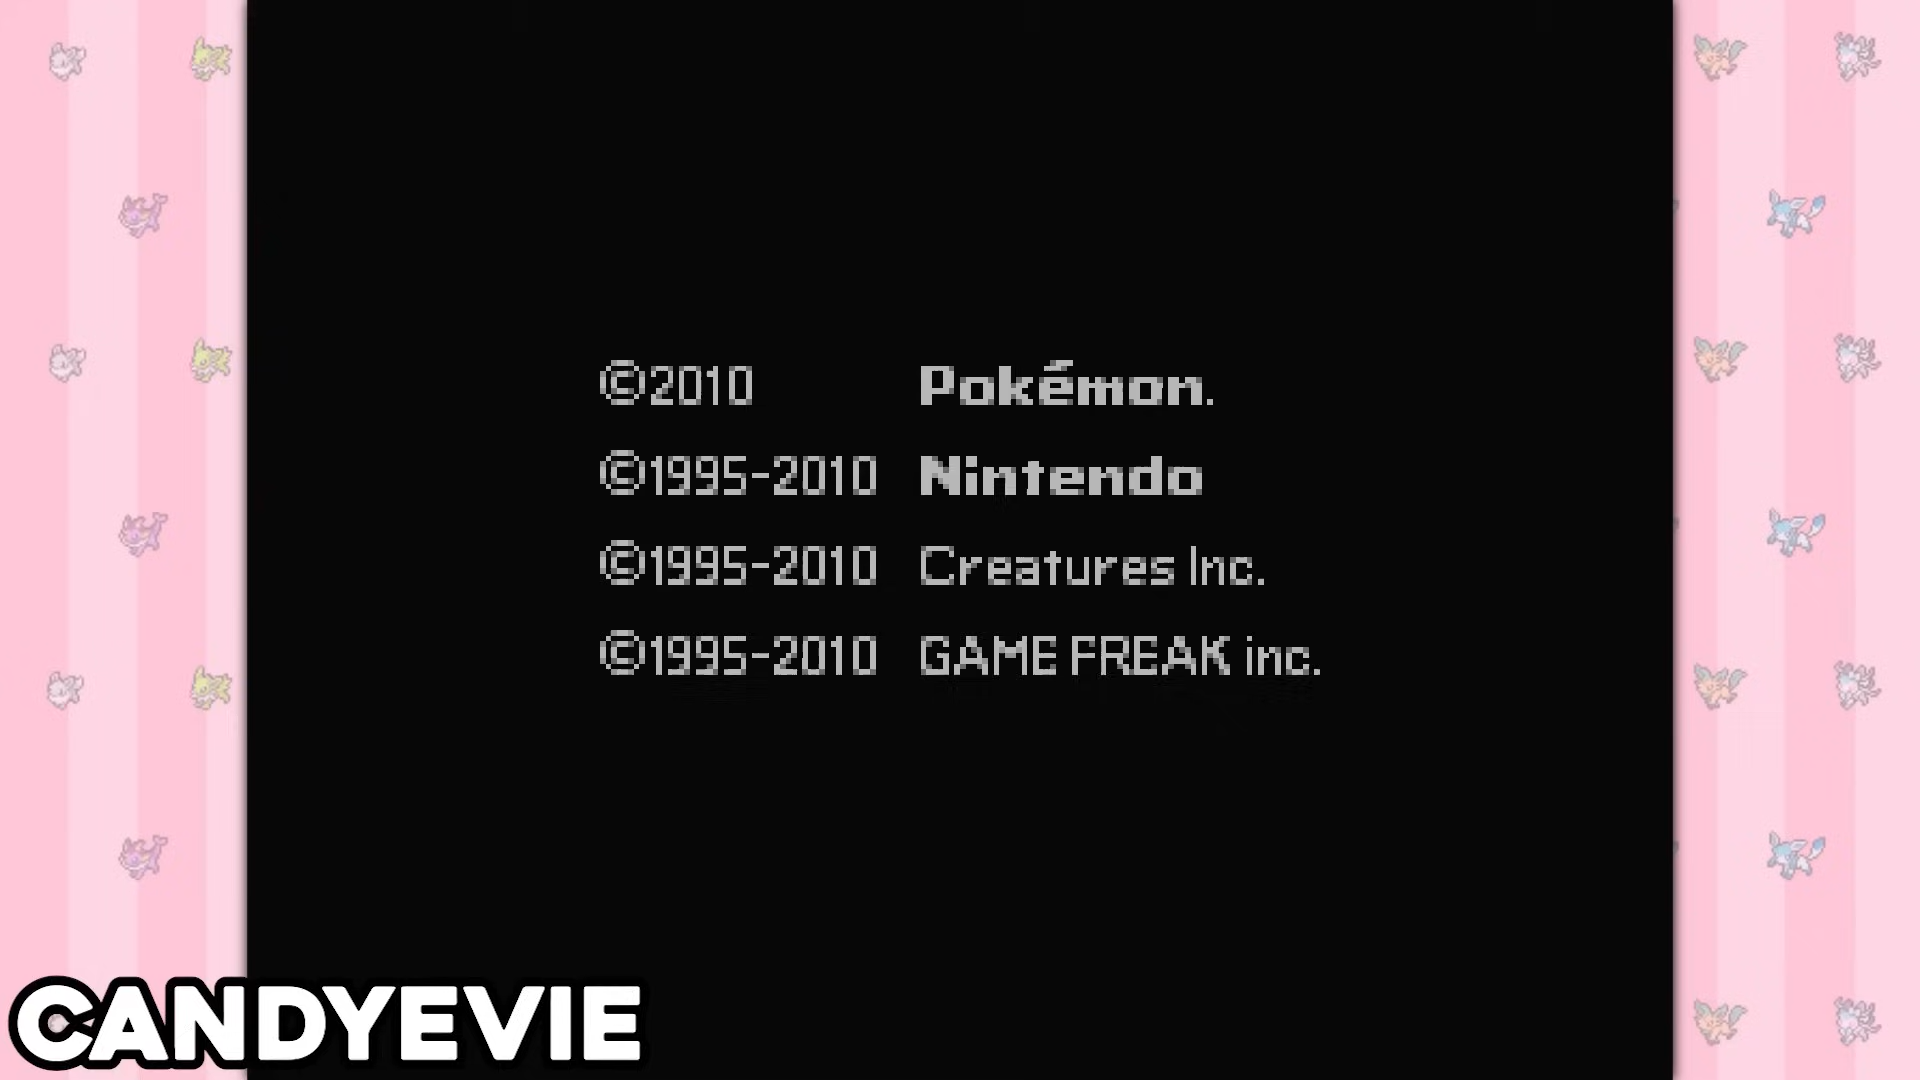 ©2010 Pokémon.
©1995-2010 Nintendo
©1995-2010 Creatures Inc.
©1995-2010 GAME FREAK inc.
CANDYEVIE